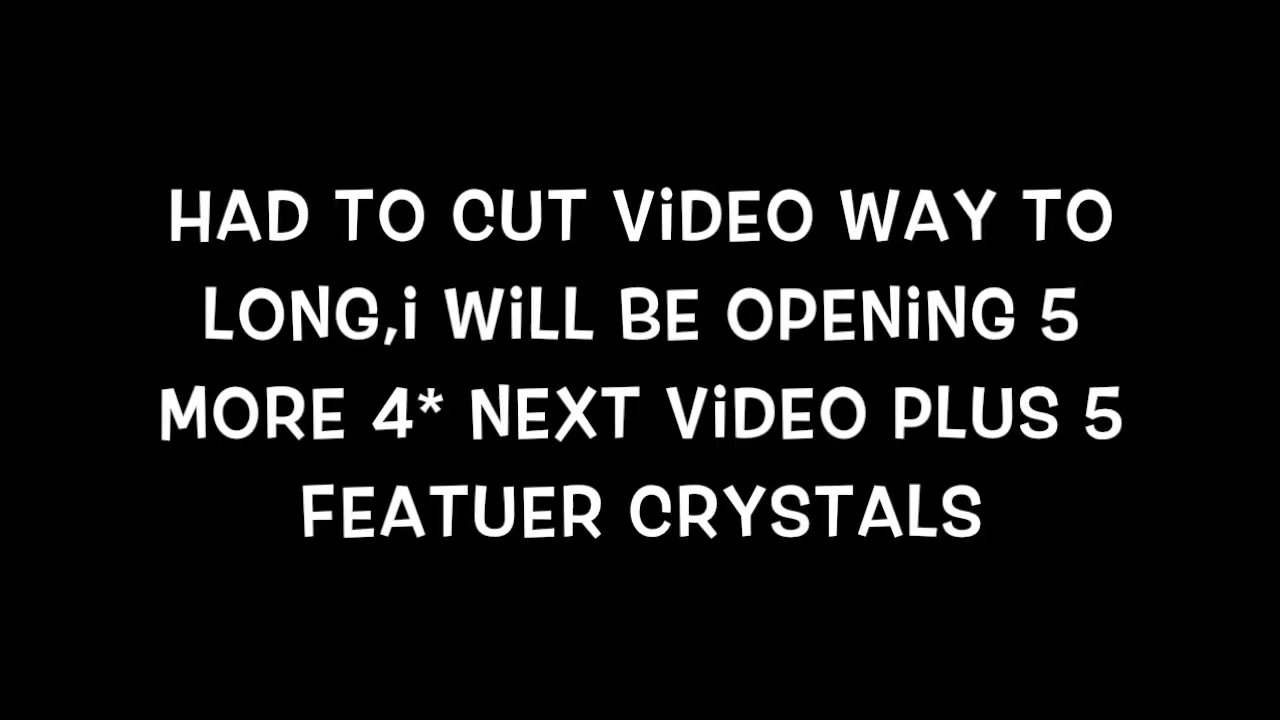 HAD TO CUT ViDEO WAY TO
LONG,i WiLL BE OPENiNG 5
MORE 4* NEXT ViDEO PLUS 5
FEATUER CRYSTALS